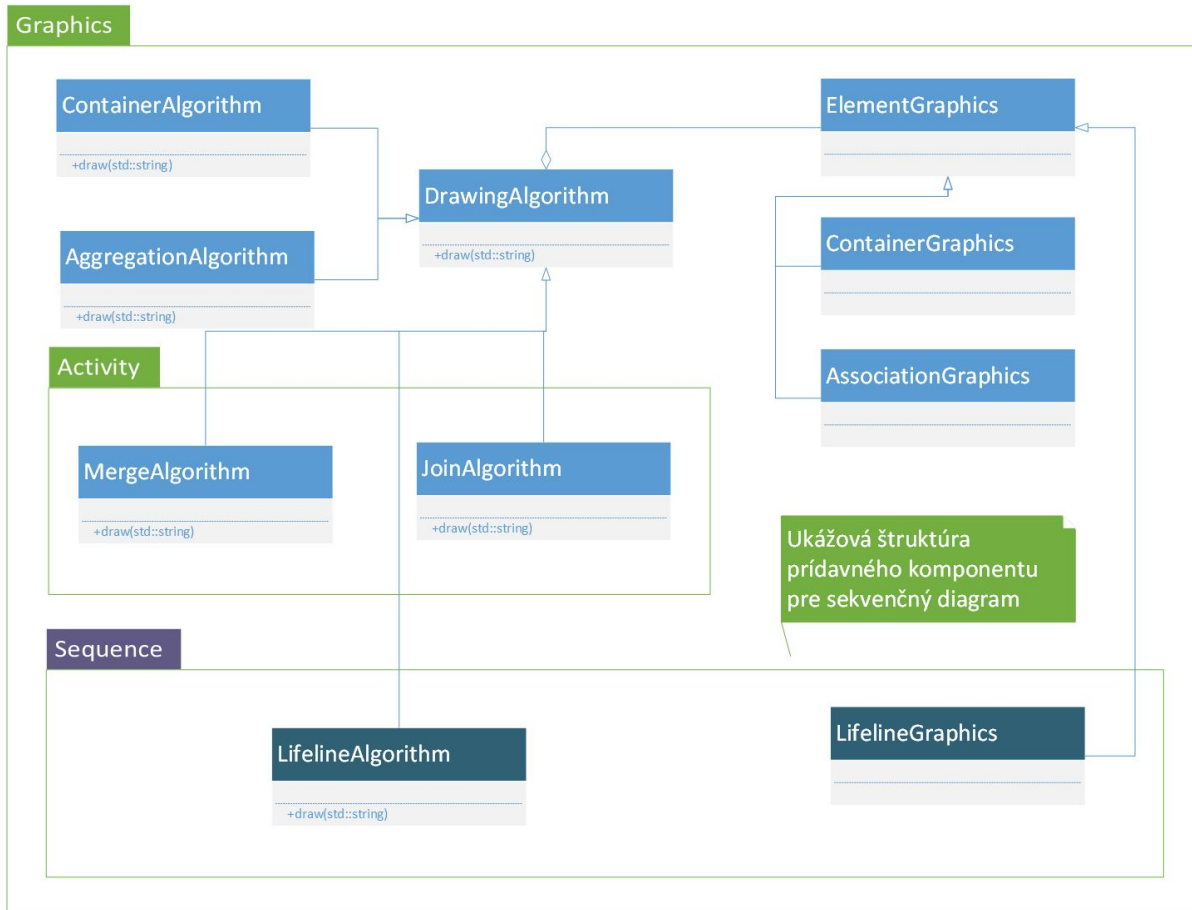 Graphics
ContainerAlgorithm
+draw(std::string)
ElementGraphics
DrawingAlgorithm
+draw(std::string)
AggregationAlgorithm
+draw(std::string)
ContainerGraphics
Activity
AssociationGraphics
MergeAlgorithm
+draw(std::string)
JoinAlgorithm
+draw(std::string)
Ukážová štruktúra
prídavného komponentu
pre sekvenčný diagram
Sequence
LifelineAlgorithm
+draw(std::string)
LifelineGraphics